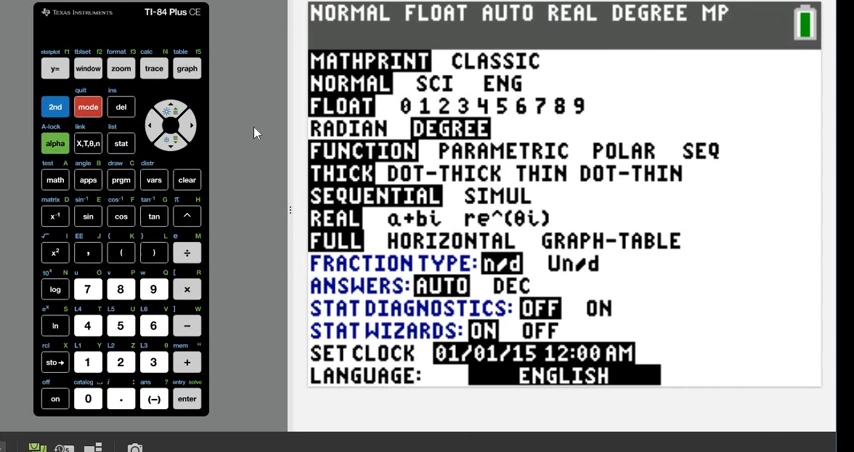 TEXAS INSTRUMENTS TI-84 Plus CE
statplot f1 tblset f2 format f3 calc f4 table f5
y= window zoom trace graph
quit ins
2nd mode del
A-lock link list
alpha X,T,θ,n stat
test A angle B draw C distr
math apps prgm vars clear
matrix D sin⁻¹ E cos⁻¹ F tan⁻¹ G π H
x⁻¹ sin cos tan ^
√ I EE J { K } L e M
x² , ( ) ÷
10ˣ N u O v P w Q [ R
log 7 8 9 ×
eˣ S L4 T L5 U L6 V ] W
ln 4 5 6 −
rcl X L1 Y L2 Z L3 θ mem "
sto→ 1 2 3 +
off catalog i : ans ? entry solve
on 0 . (–) enter
NORMAL FLOAT AUTO REAL DEGREE MP
MATHPRINT CLASSIC
NORMAL SCI ENG
FLOAT 0 1 2 3 4 5 6 7 8 9
RADIAN DEGREE
FUNCTION PARAMETRIC POLAR SEQ
THICK DOT-THICK THIN DOT-THIN
SEQUENTIAL SIMUL
REAL a+bi re^(θi)
FULL HORIZONTAL GRAPH-TABLE
FRACTION TYPE: n/d Un/d
ANSWERS: AUTO DEC
STAT DIAGNOSTICS: OFF ON
STAT WIZARDS: ON OFF
SET CLOCK 01/01/15 12:00 AM
LANGUAGE: ENGLISH